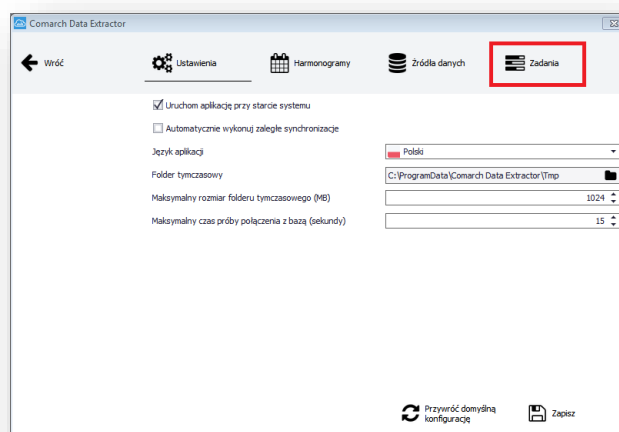 Comarch Data Extractor
Wróć
Ustawienia
Harmonogramy
Źródła danych
Zadania
Uruchom aplikację przy starcie systemu
Automatycznie wykonuj zaległe synchronizacje
Język aplikacji
Polski
Folder tymczasowy
C:\ProgramData\Comarch Data Extractor\Tmp
Maksymalny rozmiar folderu tymczasowego (MB)
1024
Maksymalny czas próby połączenia z bazą (sekundy)
15
Przywróć domyślną
konfigurację
Zapisz